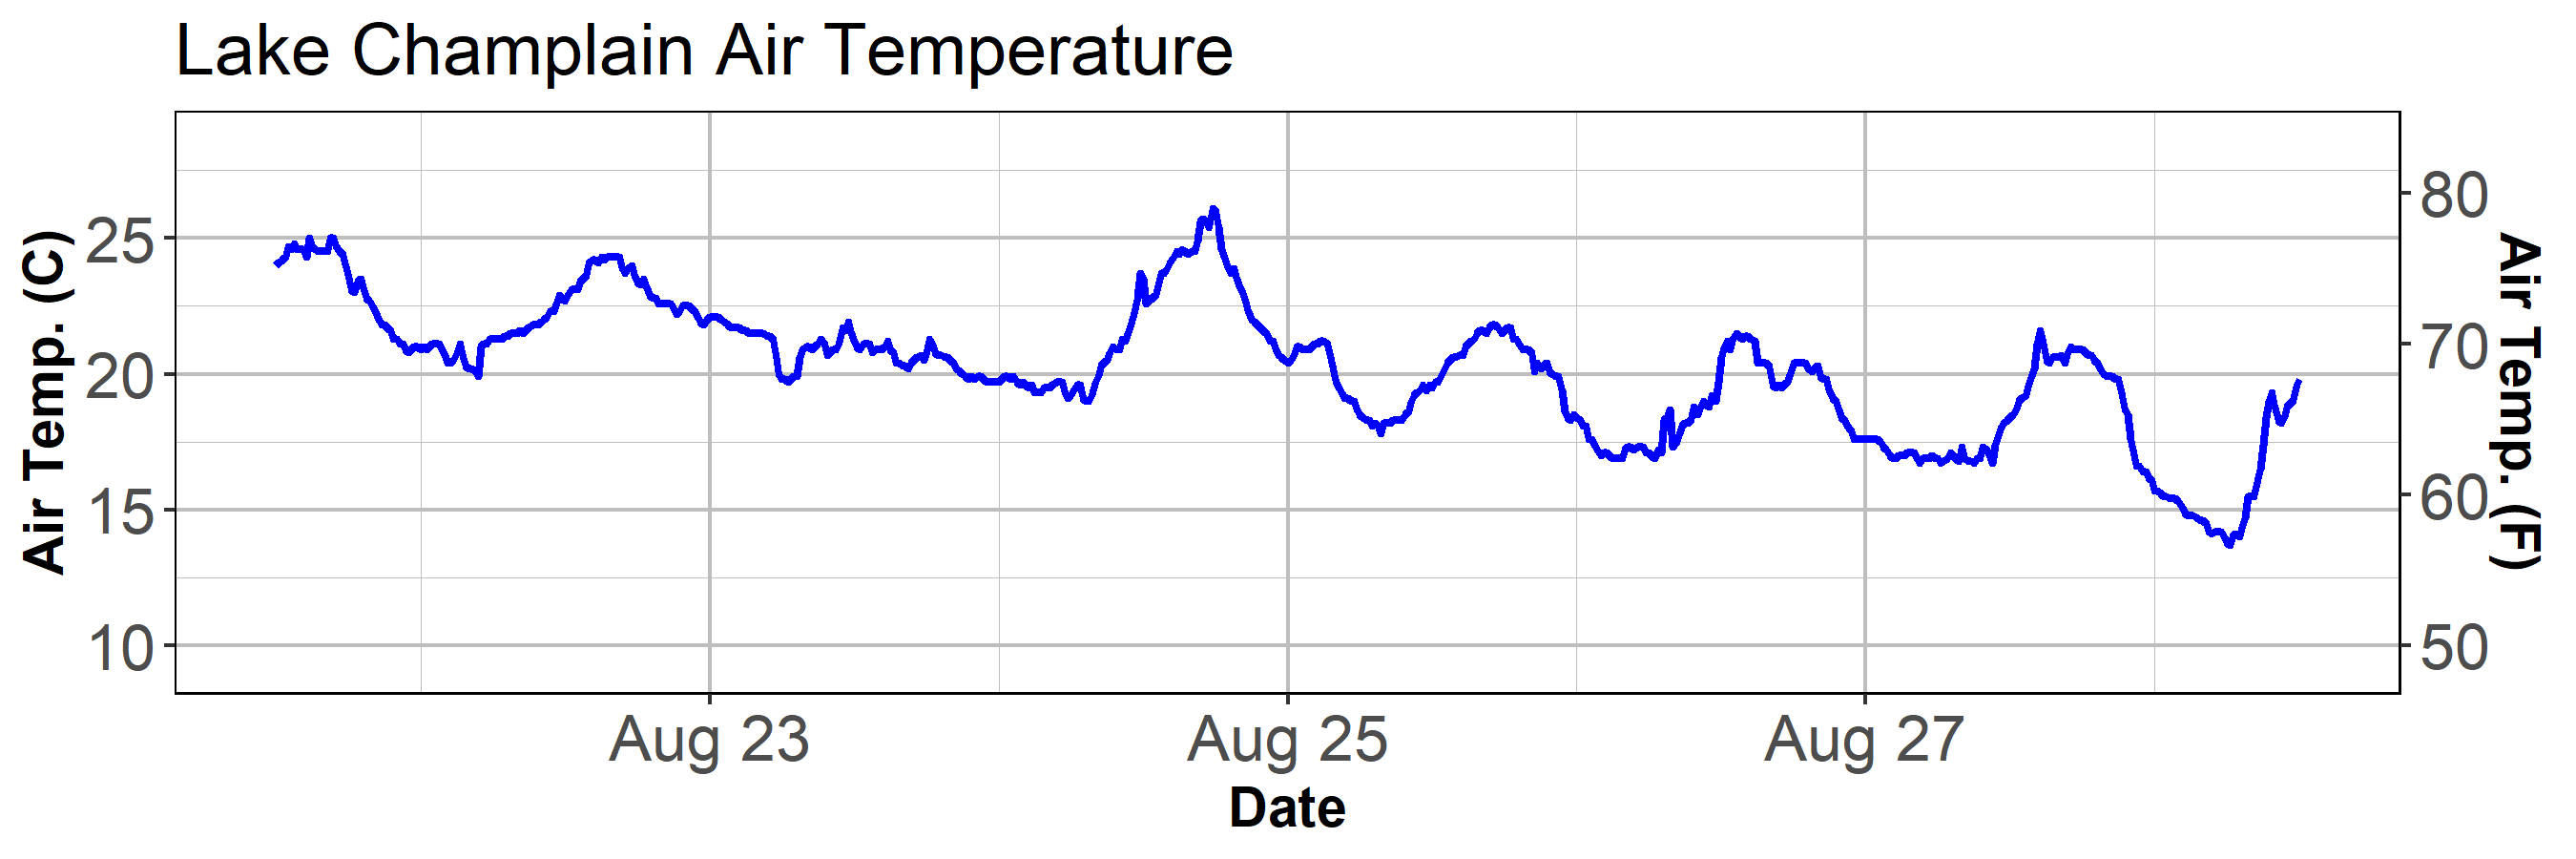 Lake Champlain Air Temperature
Air Temp. (C)
25
20
15
10
80
70
60
50
Air Temp. (F)
Aug 23
Aug 25
Aug 27
Date